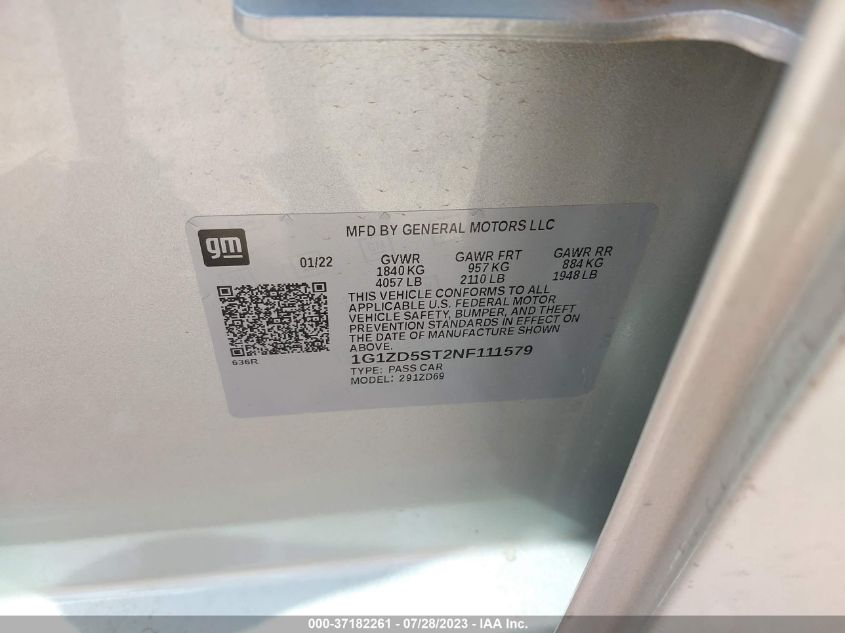 gm
MFD BY GENERAL MOTORS LLC
01/22
GVWR
1840 KG
4057 LB
GAWR FRT
957 KG
2110 LB
GAWR RR
884 KG
1948 LB
THIS VEHICLE CONFORMS TO ALL
APPLICABLE U.S. FEDERAL MOTOR
VEHICLE SAFETY, BUMPER, AND THEFT
PREVENTION STANDARDS IN EFFECT ON
THE DATE OF MANUFACTURE SHOWN
ABOVE.
636R
1G1ZD5ST2NF111579
TYPE: PASS CAR
MODEL: 291ZD69
000-37182261 - 07/28/2023 - IAA Inc.